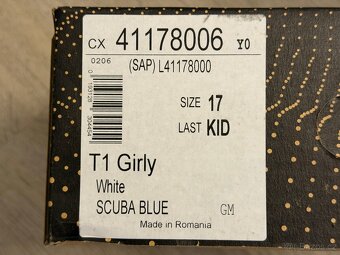 CX 41178006 Y0
0206
(SAP) L41178000
SIZE 17
LAST KID
T1 Girly
White
SCUBA BLUE GM
Made in Romania